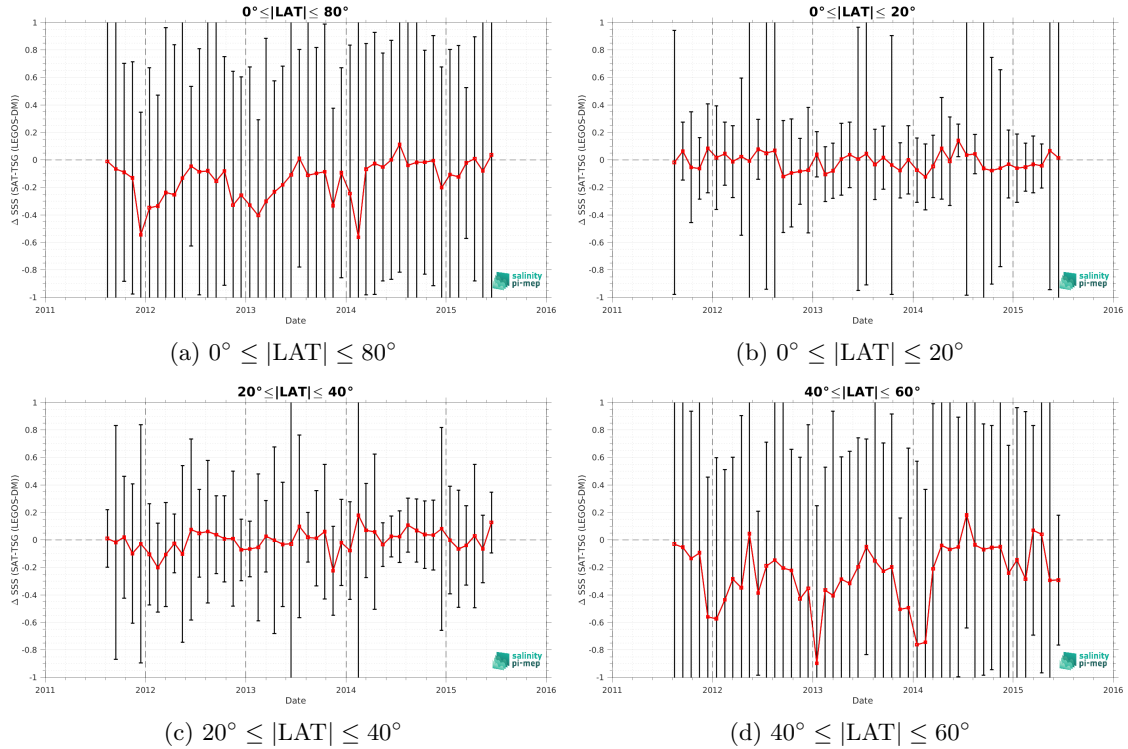 0°≤|LAT|≤ 80°
Δ SSS (SAT-TSG (LEGOS-DM))
1
0.8
0.6
0.4
0.2
0
-0.2
-0.4
-0.6
-0.8
-1
2011 2012 2013 2014 2015 2016
Date
salinity
pi-mep
(a) 0° ≤ |LAT| ≤ 80°
0°≤|LAT|≤ 20°
Δ SSS (SAT-TSG (LEGOS-DM))
1
0.8
0.6
0.4
0.2
0
-0.2
-0.4
-0.6
-0.8
-1
2011 2012 2013 2014 2015 2016
Date
salinity
pi-mep
(b) 0° ≤ |LAT| ≤ 20°
20°≤|LAT|≤ 40°
Δ SSS (SAT-TSG (LEGOS-DM))
1
0.8
0.6
0.4
0.2
0
-0.2
-0.4
-0.6
-0.8
-1
2011 2012 2013 2014 2015 2016
Date
salinity
pi-mep
(c) 20° ≤ |LAT| ≤ 40°
40°≤|LAT|≤ 60°
Δ SSS (SAT-TSG (LEGOS-DM))
1
0.8
0.6
0.4
0.2
0
-0.2
-0.4
-0.6
-0.8
-1
2011 2012 2013 2014 2015 2016
Date
salinity
pi-mep
(d) 40° ≤ |LAT| ≤ 60°